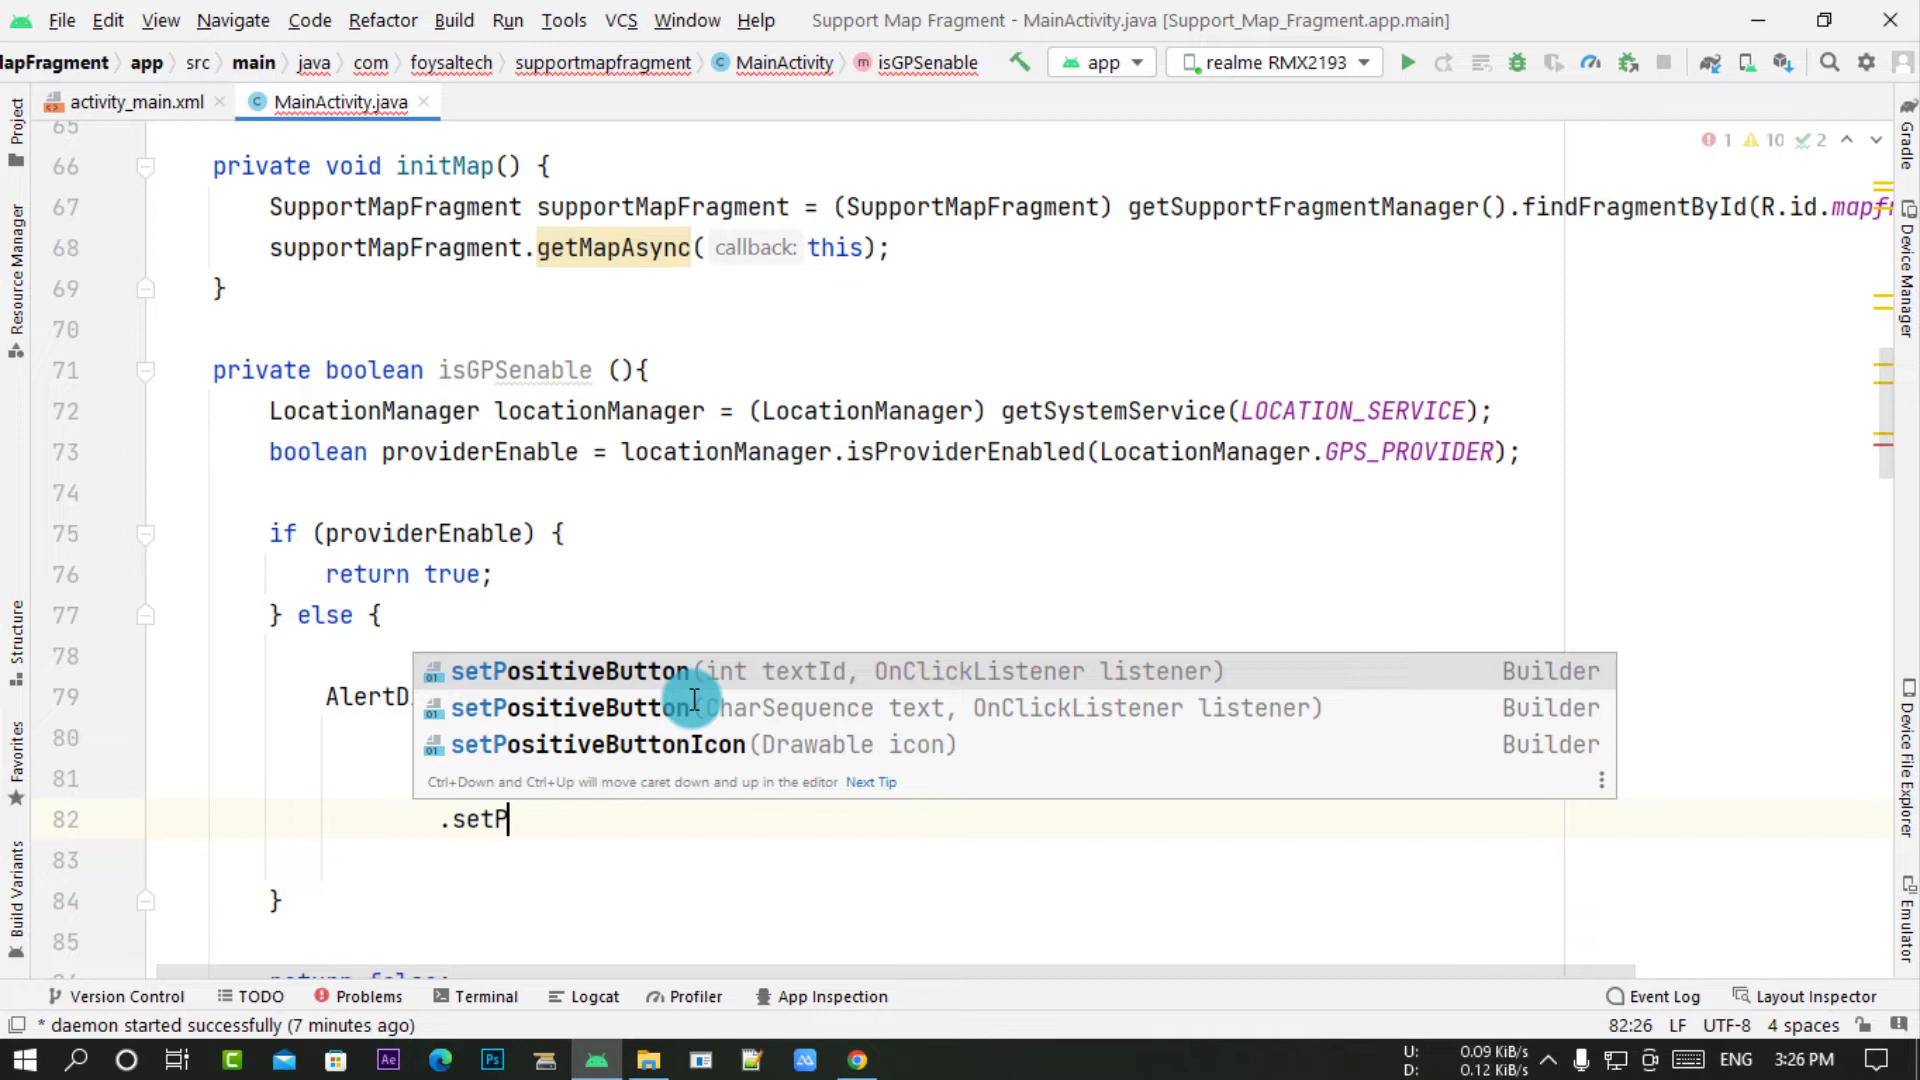 File Edit View Navigate Code Refactor Build Run Tools VCS Window Help Support Map Fragment - MainActivity.java [Support_Map_Fragment.app.main]
MapFragment app src main java com foysaltech supportmapfragment MainActivity isGPSenable app realme RMX2193
activity_main.xml MainActivity.java
65
66 private void initMap() { 1 10 2
67 SupportMapFragment supportMapFragment = (SupportMapFragment) getSupportFragmentManager().findFragmentById(R.id.mapfr
68 supportMapFragment.getMapAsync( callback: this);
69 }
70
71 private boolean isGPSenable (){
72 LocationManager locationManager = (LocationManager) getSystemService(LOCATION_SERVICE);
73 boolean providerEnable = locationManager.isProviderEnabled(LocationManager.GPS_PROVIDER);
74
75 if (providerEnable) {
76 return true;
77 } else {
78
setPositiveButton(int textId, OnClickListener listener) Builder
79 AlertD
setPositiveButton(CharSequence text, OnClickListener listener) Builder
80
setPositiveButtonIcon(Drawable icon) Builder
81
Ctrl+Down and Ctrl+Up will move caret down and up in the editor Next Tip
82 .setP
83
84 }
85
return false;
Project
Resource Manager
Structure
Favorites
Build Variants
Gradle
Device Manager
Device File Explorer
Emulator
Version Control TODO Problems Terminal Logcat Profiler App Inspection Event Log Layout Inspector
* daemon started successfully (7 minutes ago) 82:26 LF UTF-8 4 spaces
U: 0.09 KiB/s
D: 0.12 KiB/s
ENG 3:26 PM